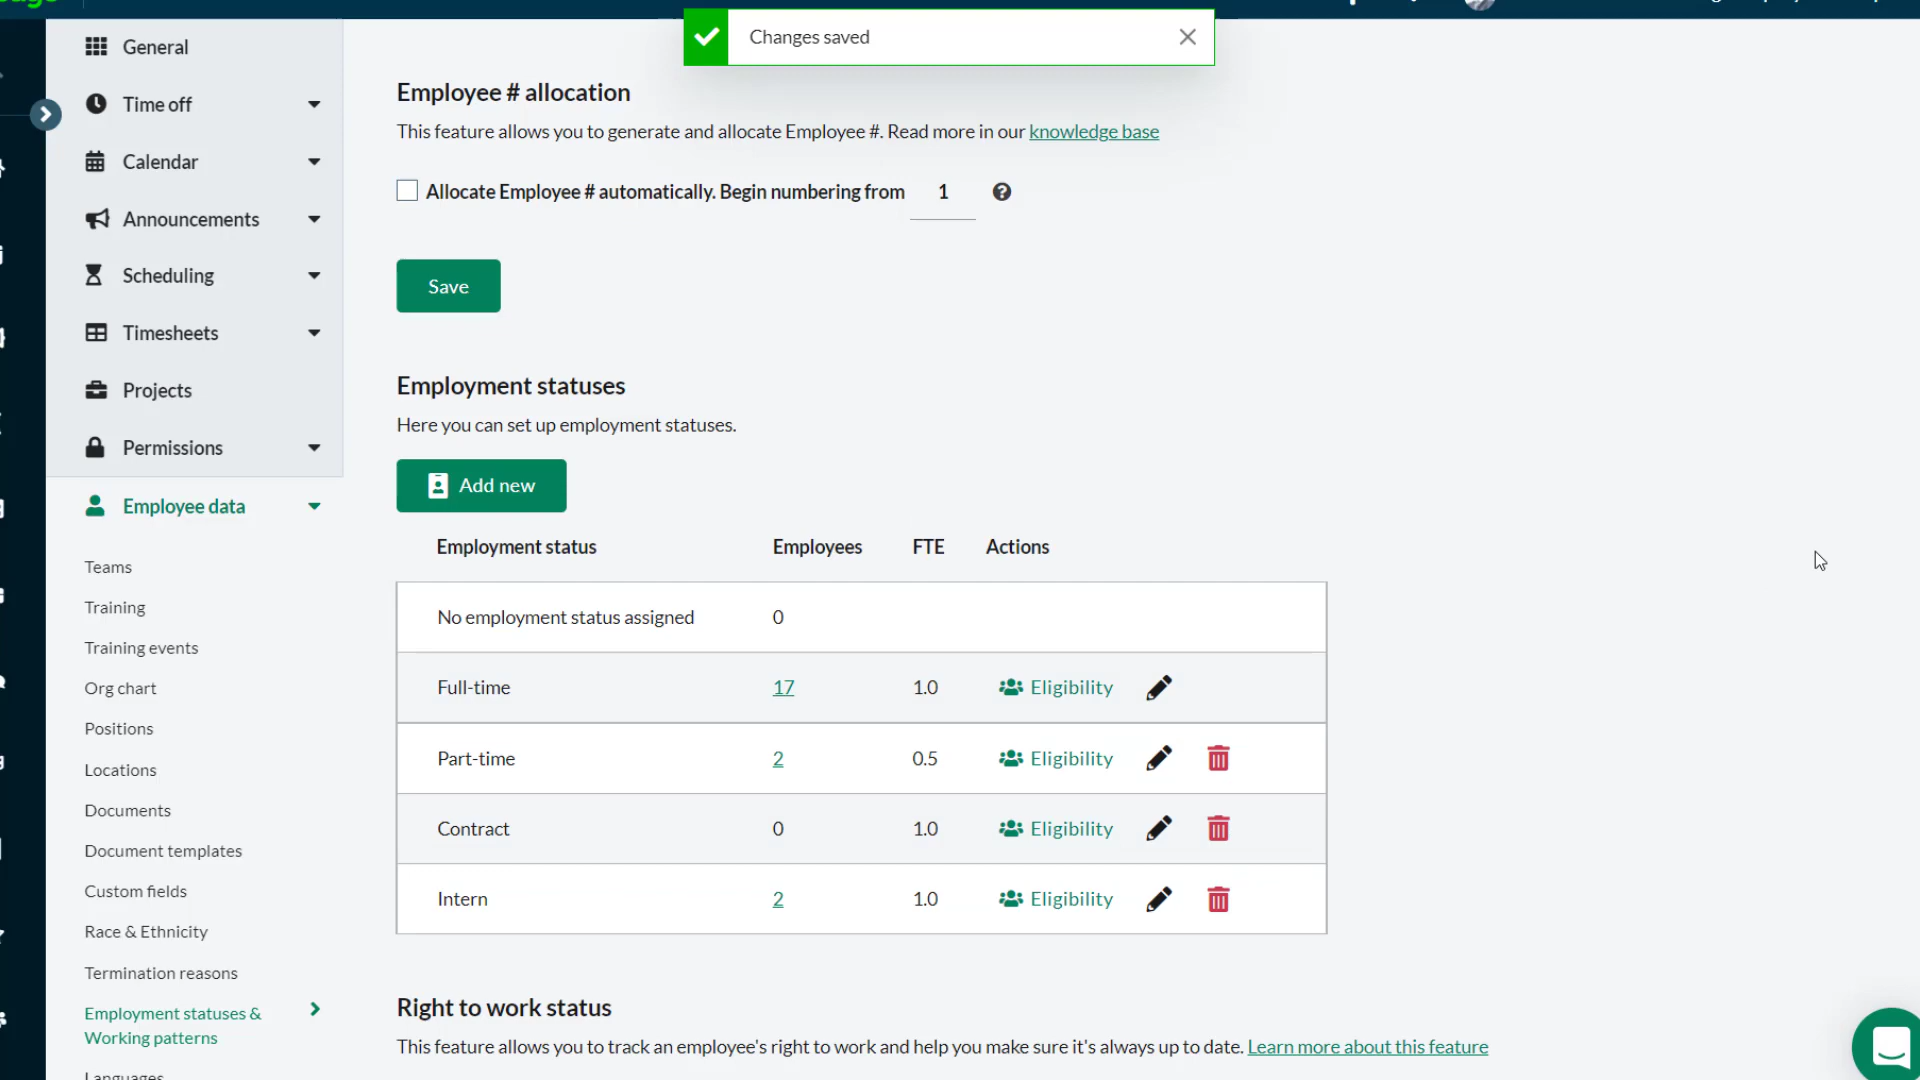 General
Time off
Calendar
Announcements
Scheduling
Timesheets
Projects
Permissions
Employee data
Teams
Training
Training events
Org chart
Positions
Locations
Documents
Document templates
Custom fields
Race & Ethnicity
Termination reasons
Employment statuses &
Working patterns
Languages
Changes saved
Employee # allocation
This feature allows you to generate and allocate Employee #. Read more in our knowledge base
Allocate Employee # automatically. Begin numbering from 1
Save
Employment statuses
Here you can set up employment statuses.
Add new
Employment status Employees FTE Actions
No employment status assigned 0
Full-time 17 1.0 Eligibility
Part-time 2 0.5 Eligibility
Contract 0 1.0 Eligibility
Intern 2 1.0 Eligibility
Right to work status
This feature allows you to track an employee's right to work and help you make sure it's always up to date. Learn more about this feature